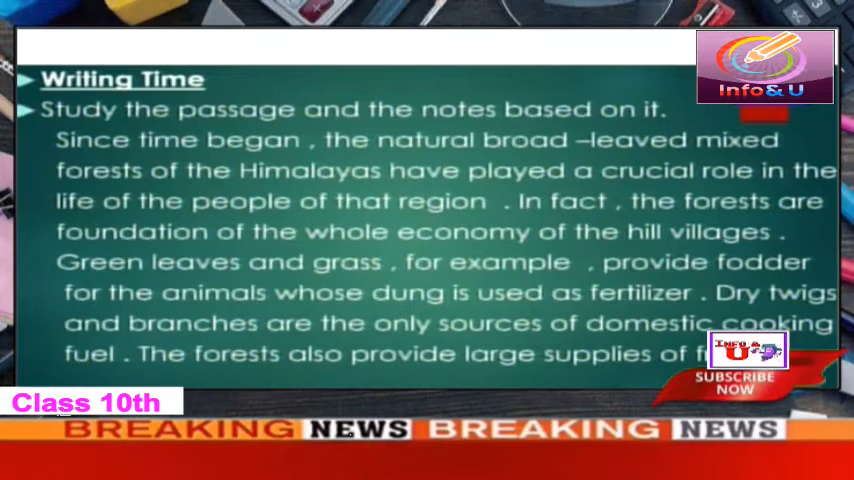 Info&U
Writing Time
Study the passage and the notes based on it.
Since time began , the natural broad –leaved mixed
forests of the Himalayas have played a crucial role in the
life of the people of that region . In fact , the forests are
foundation of the whole economy of the hill villages .
Green leaves and grass , for example , provide fodder
for the animals whose dung is used as fertilizer . Dry twigs
and branches are the only sources of domestic cooking
fuel . The forests also provide large supplies of
INFO &
U
SUBSCRIBE
NOW
Class 10th
BREAKING NEWS BREAKING NEWS